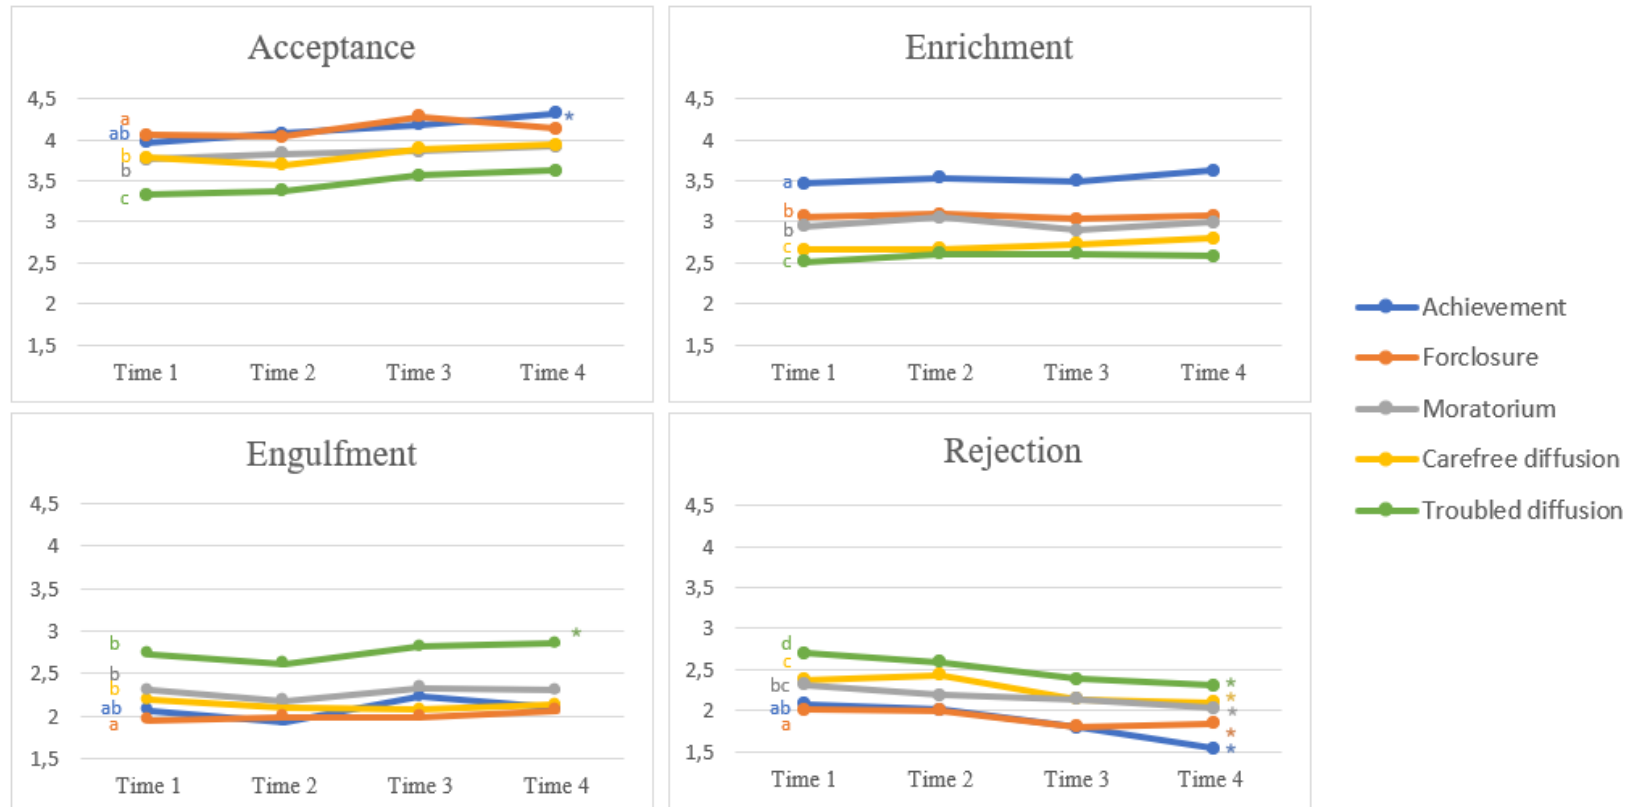 Acceptance
4,5
4
3,5
3
2,5
2
1,5
a
ab
b
b
c
*
Time 1 Time 2 Time 3 Time 4
Enrichment
4,5
4
3,5
3
2,5
2
1,5
a
b
b
c
c
Time 1 Time 2 Time 3 Time 4
Engulfment
4,5
4
3,5
3
2,5
2
1,5
b
b
b
ab
a
*
Time 1 Time 2 Time 3 Time 4
Rejection
4,5
4
3,5
3
2,5
2
1,5
d
c
bc
ab
a
*
*
*
*
*
Time 1 Time 2 Time 3 Time 4
Achievement
Forclosure
Moratorium
Carefree diffusion
Troubled diffusion